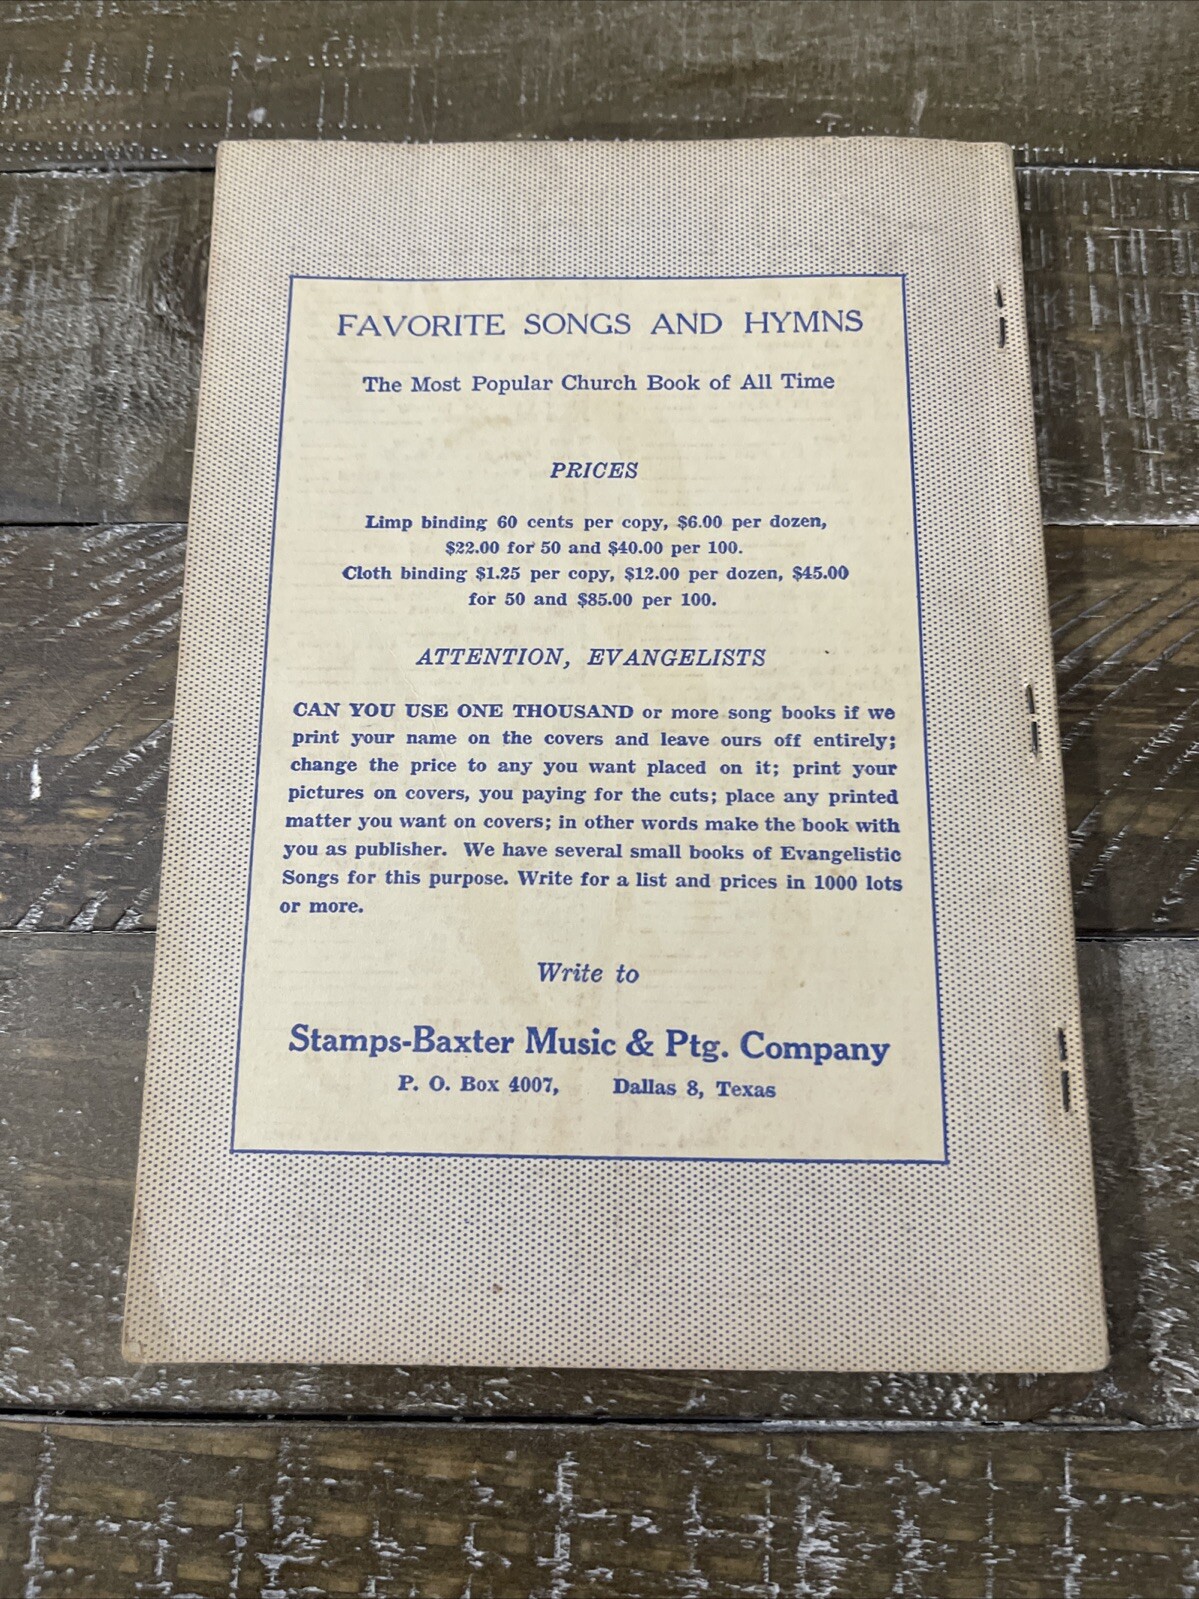 FAVORITE SONGS AND HYMNS
The Most Popular Church Book of All Time
PRICES
Limp binding 60 cents per copy, $6.00 per dozen,
$22.00 for 50 and $40.00 per 100.
Cloth binding $1.25 per copy, $12.00 per dozen, $45.00
for 50 and $85.00 per 100.
ATTENTION, EVANGELISTS
CAN YOU USE ONE THOUSAND or more song books if we
print your name on the covers and leave ours off entirely;
change the price to any you want placed on it; print your
pictures on covers, you paying for the cuts; place any printed
matter you want on covers; in other words make the book with
you as publisher. We have several small books of Evangelistic
Songs for this purpose. Write for a list and prices in 1000 lots
or more.
Write to
Stamps-Baxter Music & Ptg. Company
P. O. Box 4007, Dallas 8, Texas